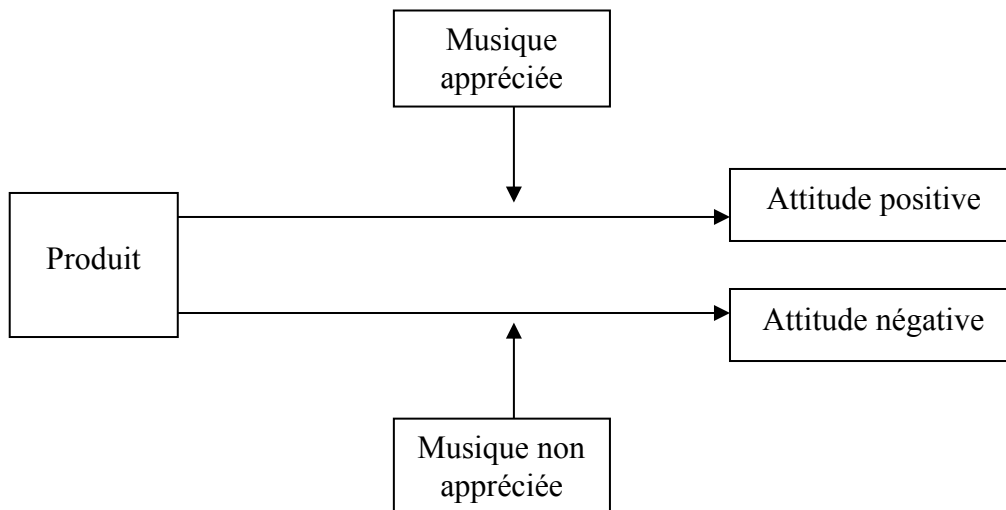 Musique
appréciée
Attitude positive
Produit
Attitude négative
Musique non
appréciée